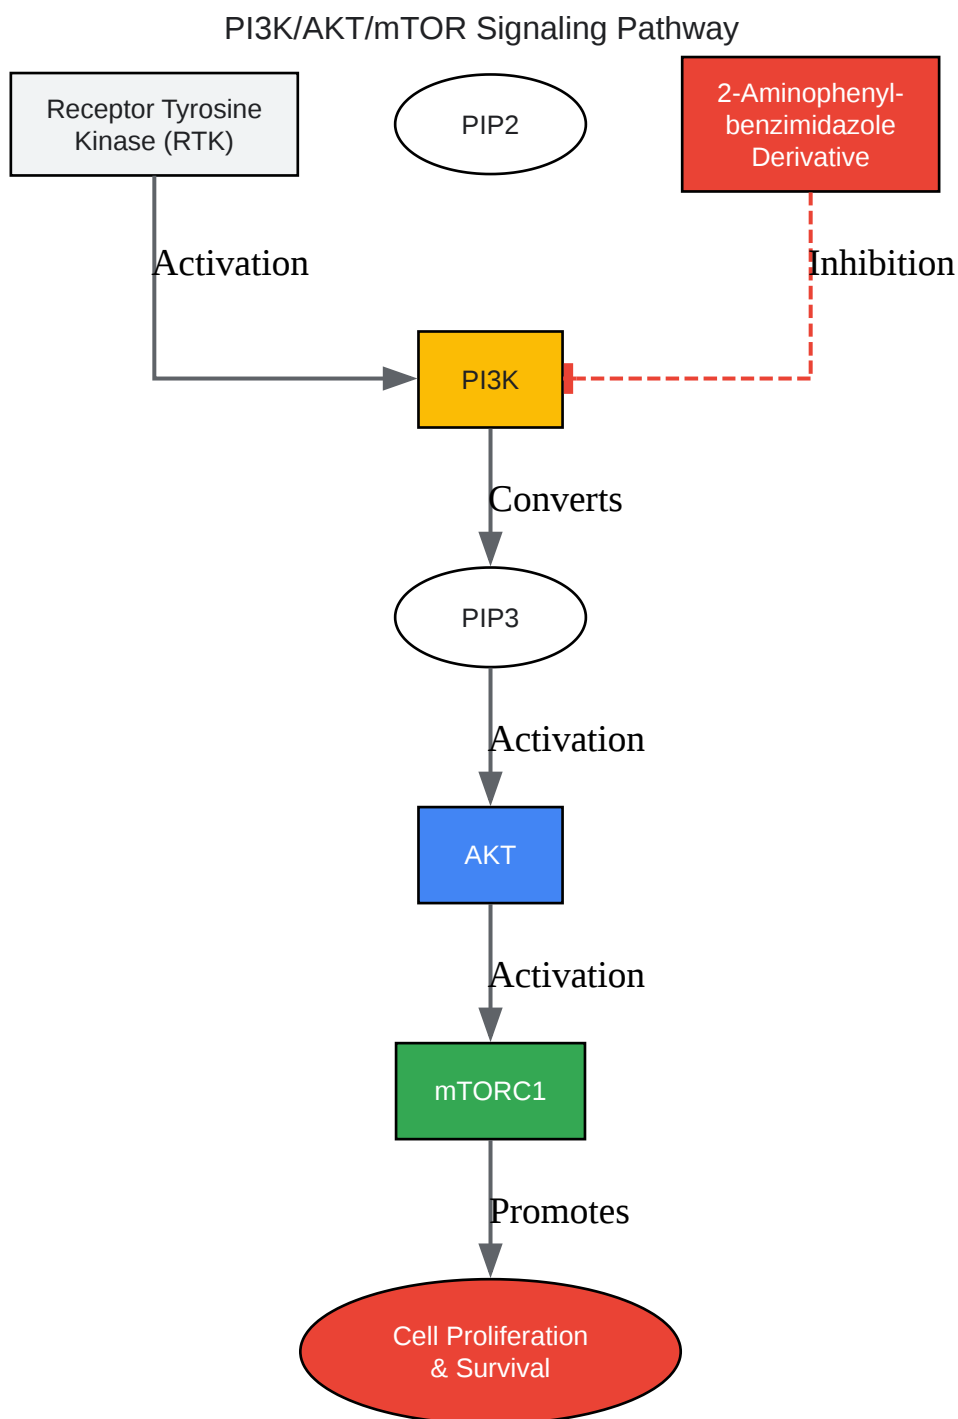 PI3K/AKT/mTOR Signaling Pathway
Receptor Tyrosine
Kinase (RTK)
PIP2
2-Aminophenyl-
benzimidazole
Derivative
Activation
Inhibition
PI3K
Converts
PIP3
Activation
AKT
Activation
mTORC1
Promotes
Cell Proliferation
& Survival